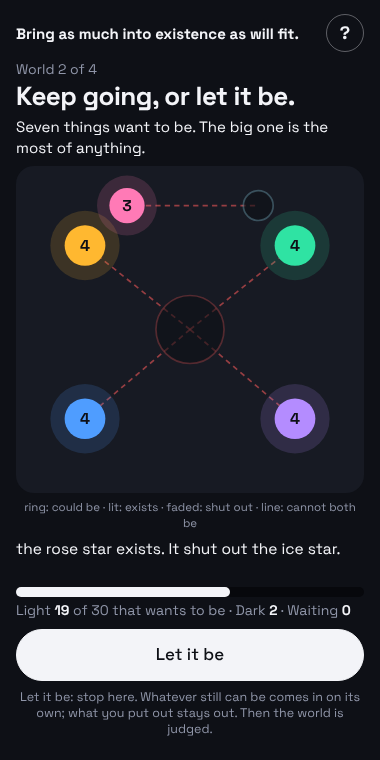 Bring as much into existence as will fit.
?
World 2 of 4
Keep going, or let it be.
Seven things want to be. The big one is the
most of anything.
3
4
4
4
4
ring: could be · lit: exists · faded: shut out · line: cannot both
be
the rose star exists. It shut out the ice star.
Light 19 of 30 that wants to be · Dark 2 · Waiting 0
Let it be
Let it be: stop here. Whatever still can be comes in on its
own; what you put out stays out. Then the world is
judged.